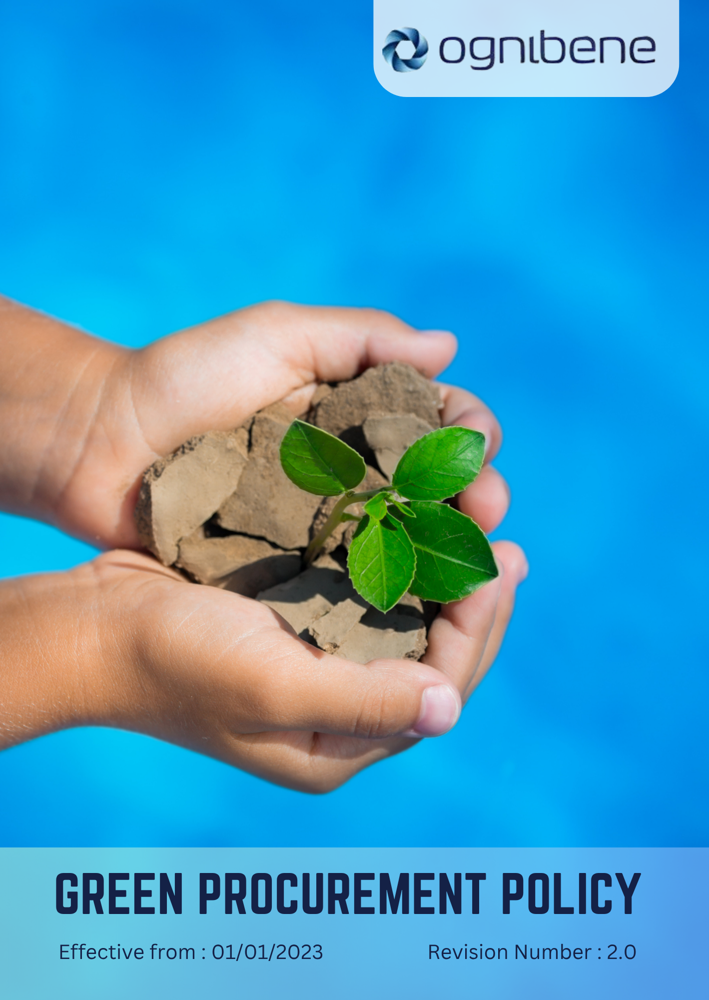 ognibene
GREEN PROCUREMENT POLICY
Effective from : 01/01/2023
Revision Number : 2.0